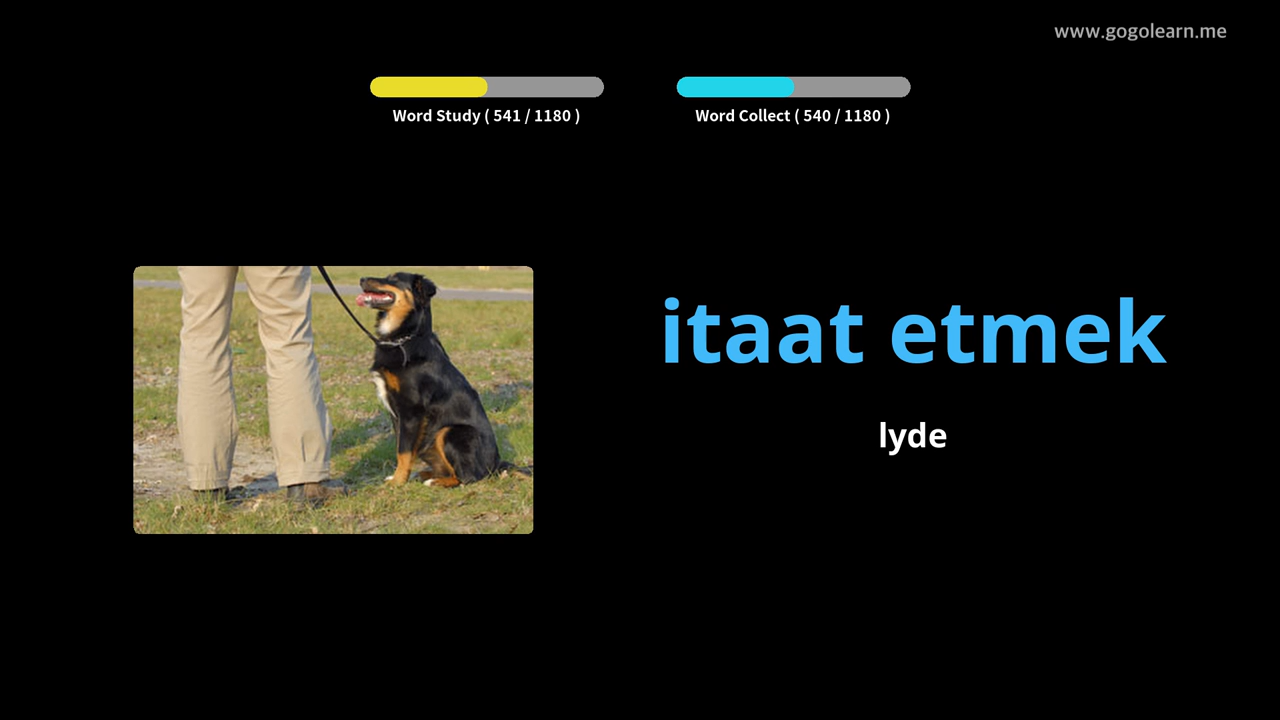 www.gogolearn.me
Word Study ( 541 / 1180 )
Word Collect ( 540 / 1180 )
itaat etmek
lyde